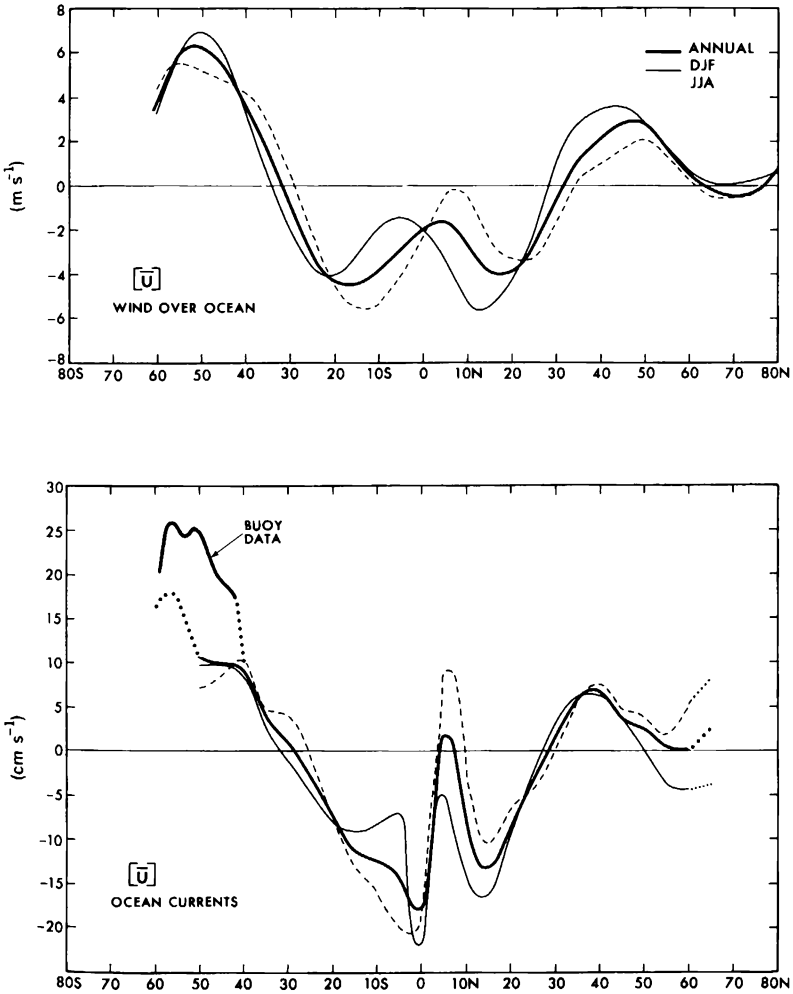 8
6
4
2
0
−2
−4
−6
−8
(m s⁻¹)
ANNUAL
DJF
JJA
[U̅]
WIND OVER OCEAN
80S 70 60 50 40 30 20 10S 0 10N 20 30 40 50 60 70 80N
30
25
20
15
10
5
0
−5
−10
−15
−20
−25
(cm s⁻¹)
BUOY
DATA
[U̅]
OCEAN CURRENTS
80S 70 60 50 40 30 20 10S 0 10N 20 30 40 50 60 70 80N